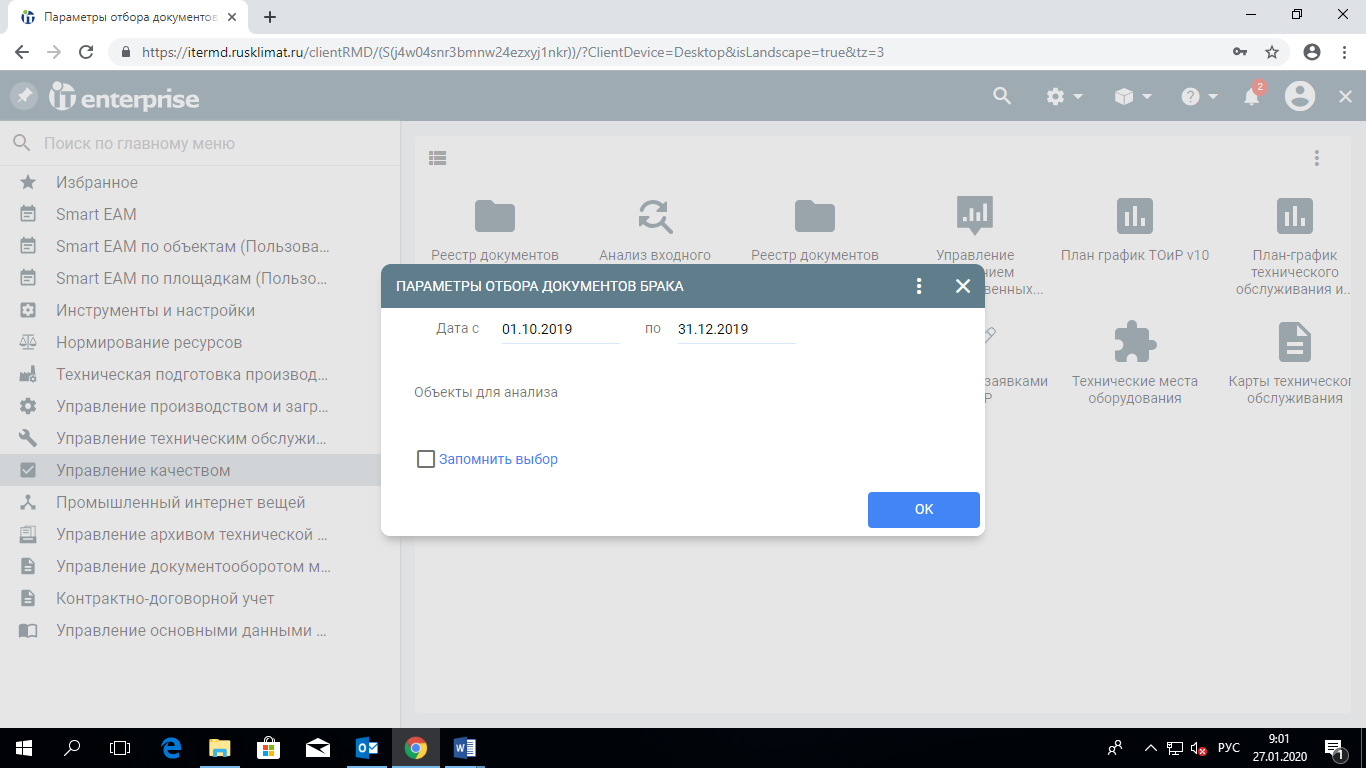 Параметры отбора документов
https://itermd.rusklimat.ru/clientRMD/(S(j4w04snr3bmnw24ezxyj1nkr))/?ClientDevice=Desktop&isLandscape=true&tz=3
IT enterprise
2
Поиск по главному меню
Избранное
Smart EAM
Smart EAM по объектам (Пользова...
Smart EAM по площадкам (Пользо...
Инструменты и настройки
Нормирование ресурсов
Техническая подготовка производ...
Управление производством и загр...
Управление техническим обслужи...
Управление качеством
Промышленный интернет вещей
Управление архивом технической ...
Управление документооборотом м...
Контрактно-договорной учет
Управление основными данными ...
Реестр документов
Анализ входного
Реестр документов
Управление
нием
венных...
План график ТОиР v10
План-график
технического
обслуживания и...
заявками
Р
Технические места
оборудования
Карты техническог
обслуживания
ПАРАМЕТРЫ ОТБОРА ДОКУМЕНТОВ БРАКА
Дата с 01.10.2019 по 31.12.2019
Объекты для анализа
Запомнить выбор
OK
РУС
9:01
27.01.2020
1